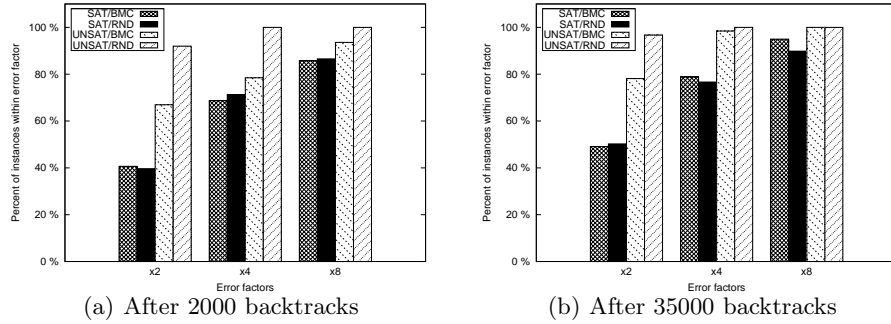 SAT/BMC
SAT/RND
UNSAT/BMC
UNSAT/RND
100 %
80 %
60 %
40 %
20 %
0 %
Percent of instances within error factor
x2 x4 x8
Error factors
(a) After 2000 backtracks
SAT/BMC
SAT/RND
UNSAT/BMC
UNSAT/RND
100 %
80 %
60 %
40 %
20 %
0 %
Percent of instances within error factor
x2 x4 x8
Error factors
(b) After 35000 backtracks